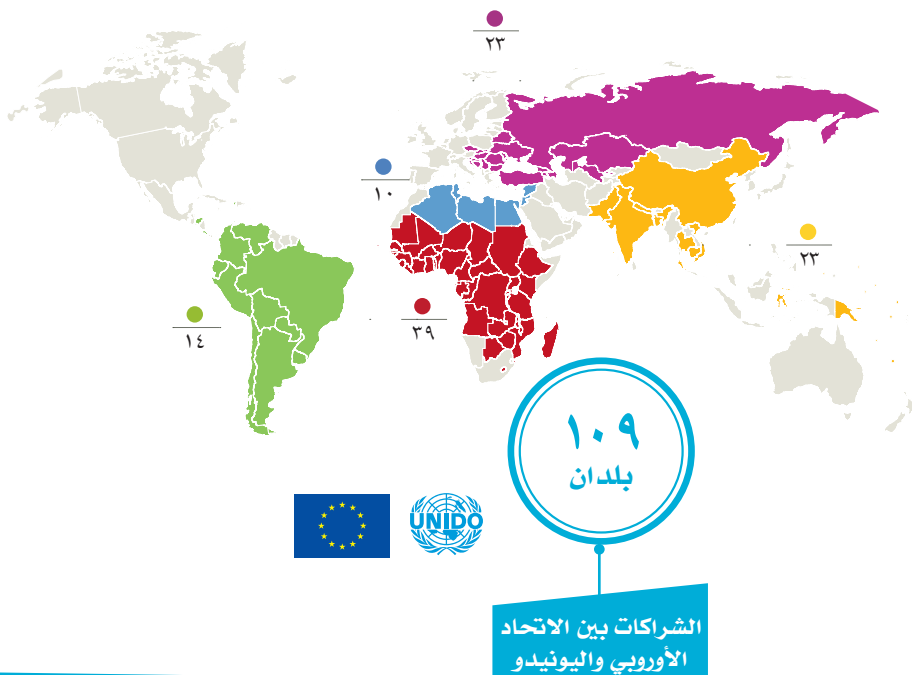 ٢٣
١٠
٢٣
٣٩
١٤
١٠٩
بلدان
UNIDO
الشراكات بين الاتحاد
الأوروبي واليونيدو